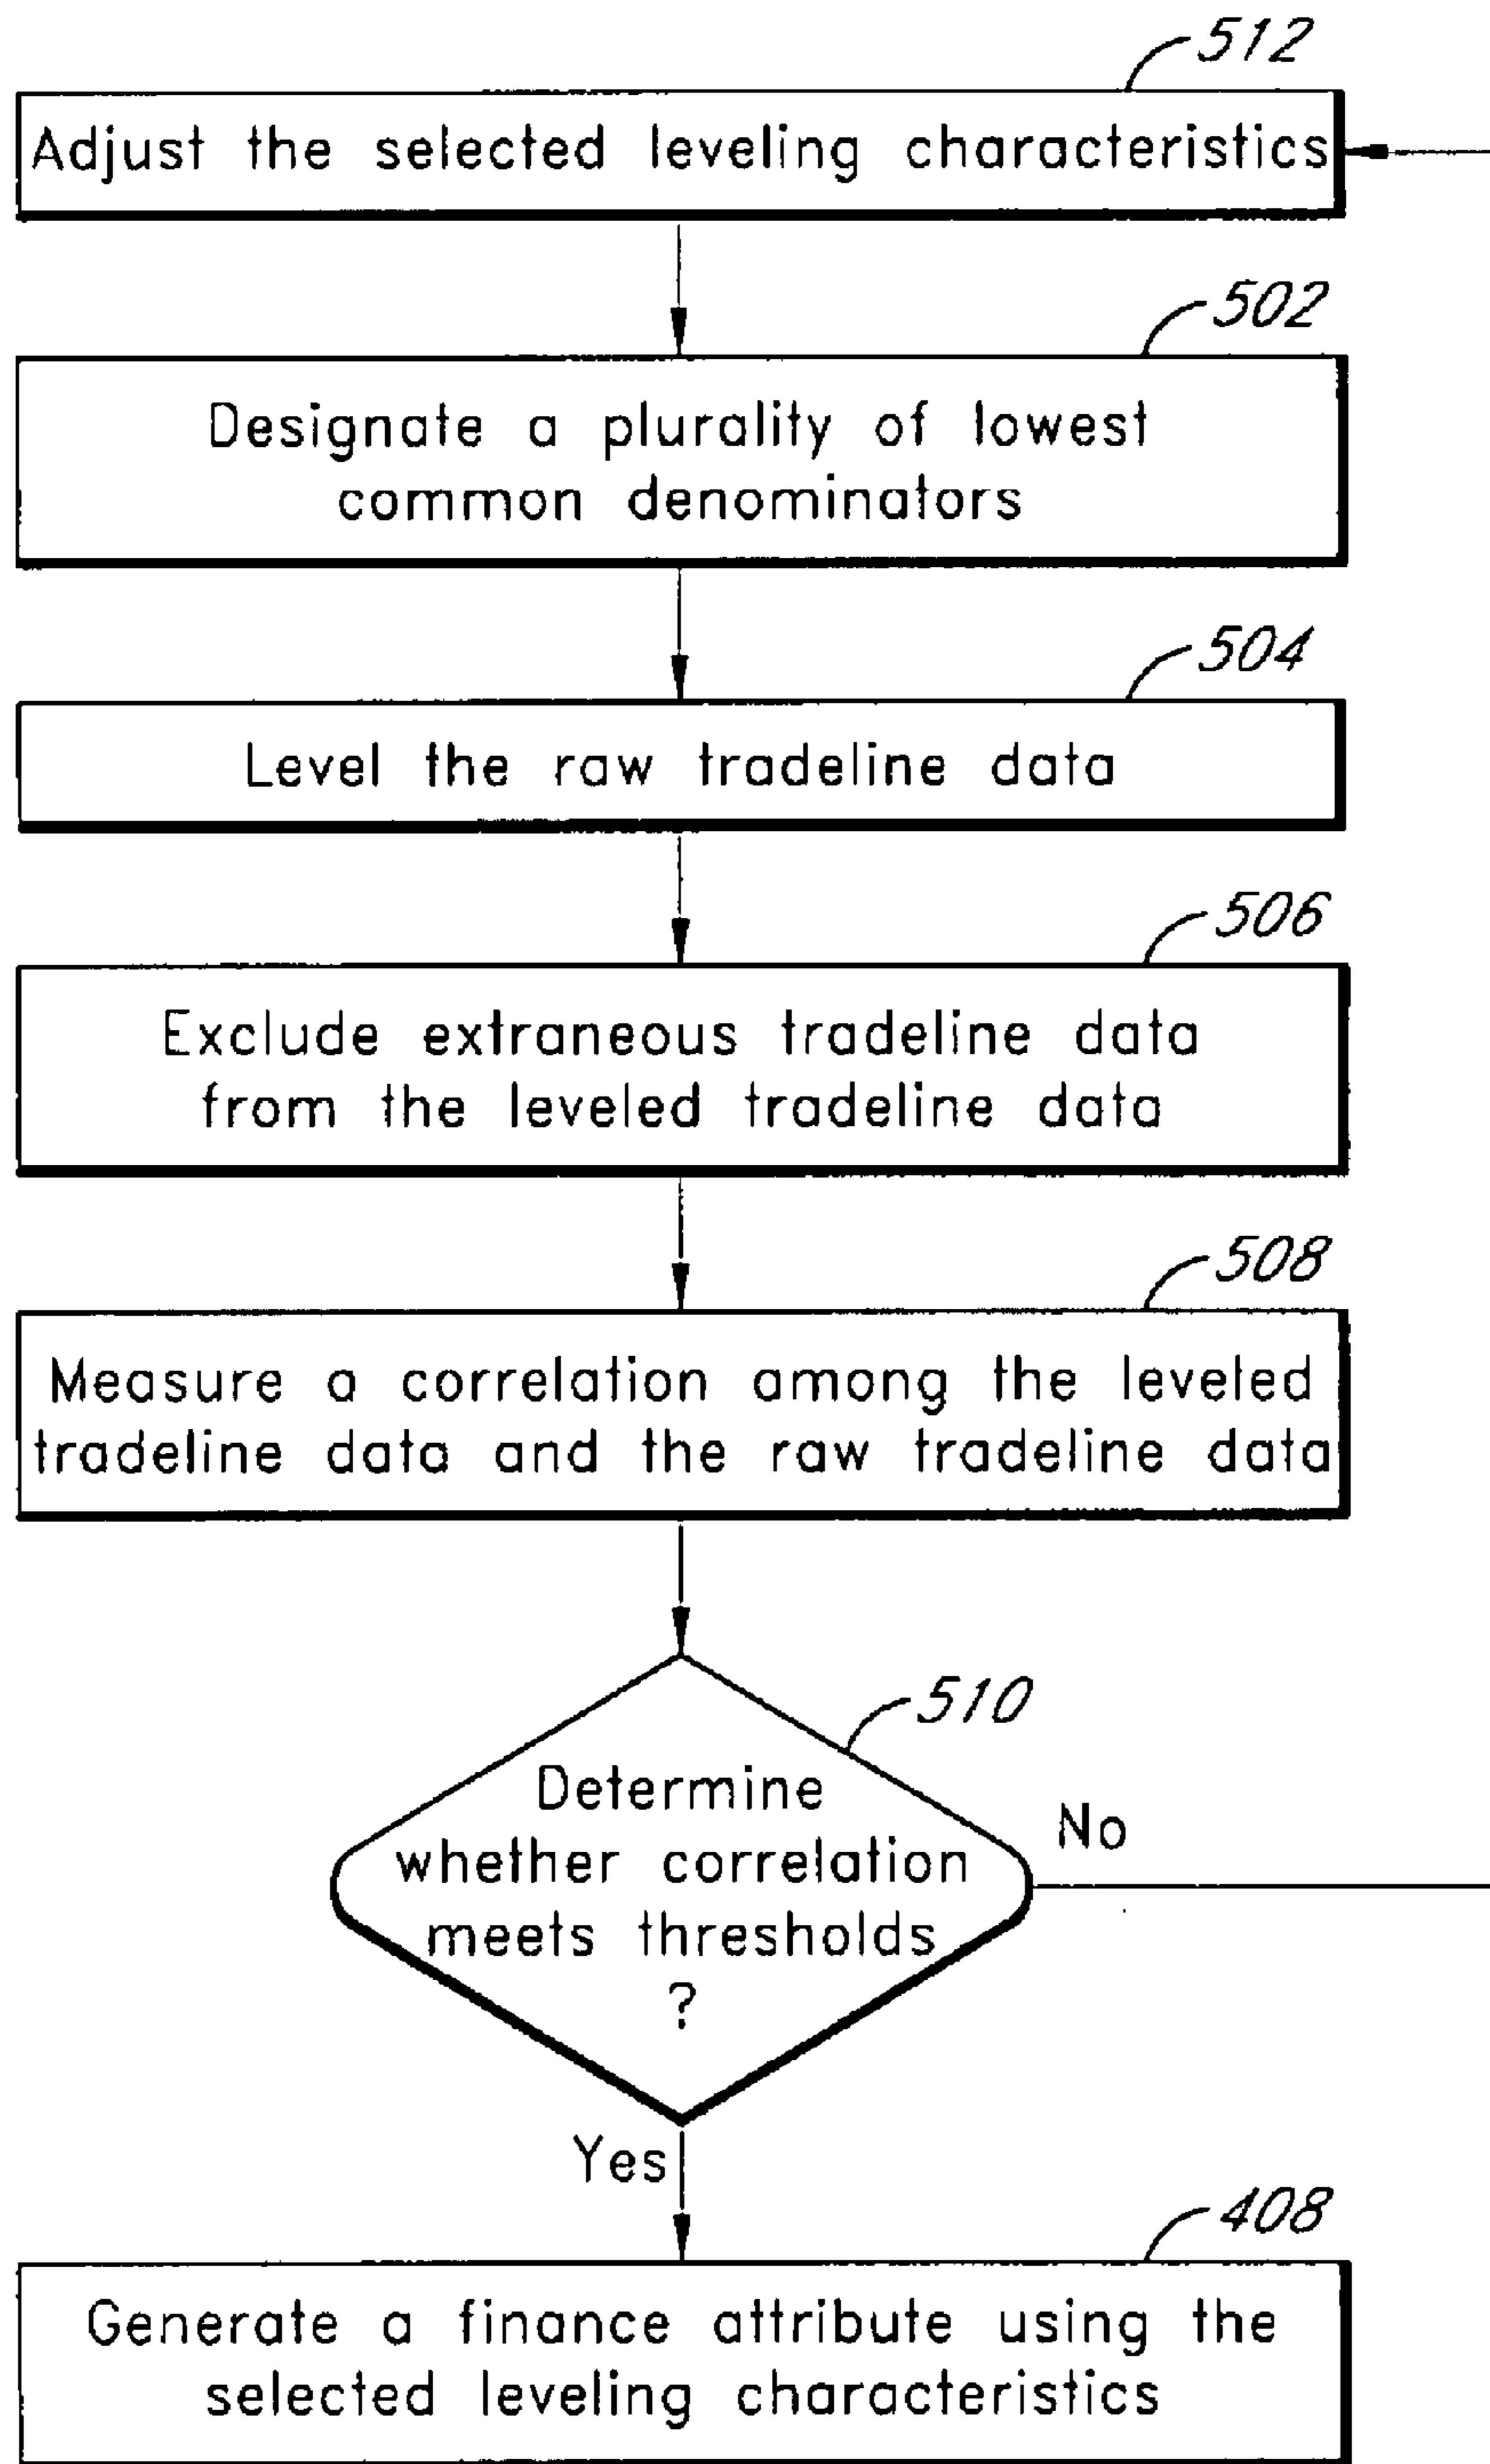 512
Adjust the selected leveling characteristics
502
Designate a plurality of lowest
common denominators
504
Level the raw tradeline data
506
Exclude extraneous tradeline data
from the leveled tradeline data
508
Measure a correlation among the leveled
tradeline data and the raw tradeline data
510
Determine
whether correlation
meets thresholds
?
No
Yes
408
Generate a finance attribute using the
selected leveling characteristics